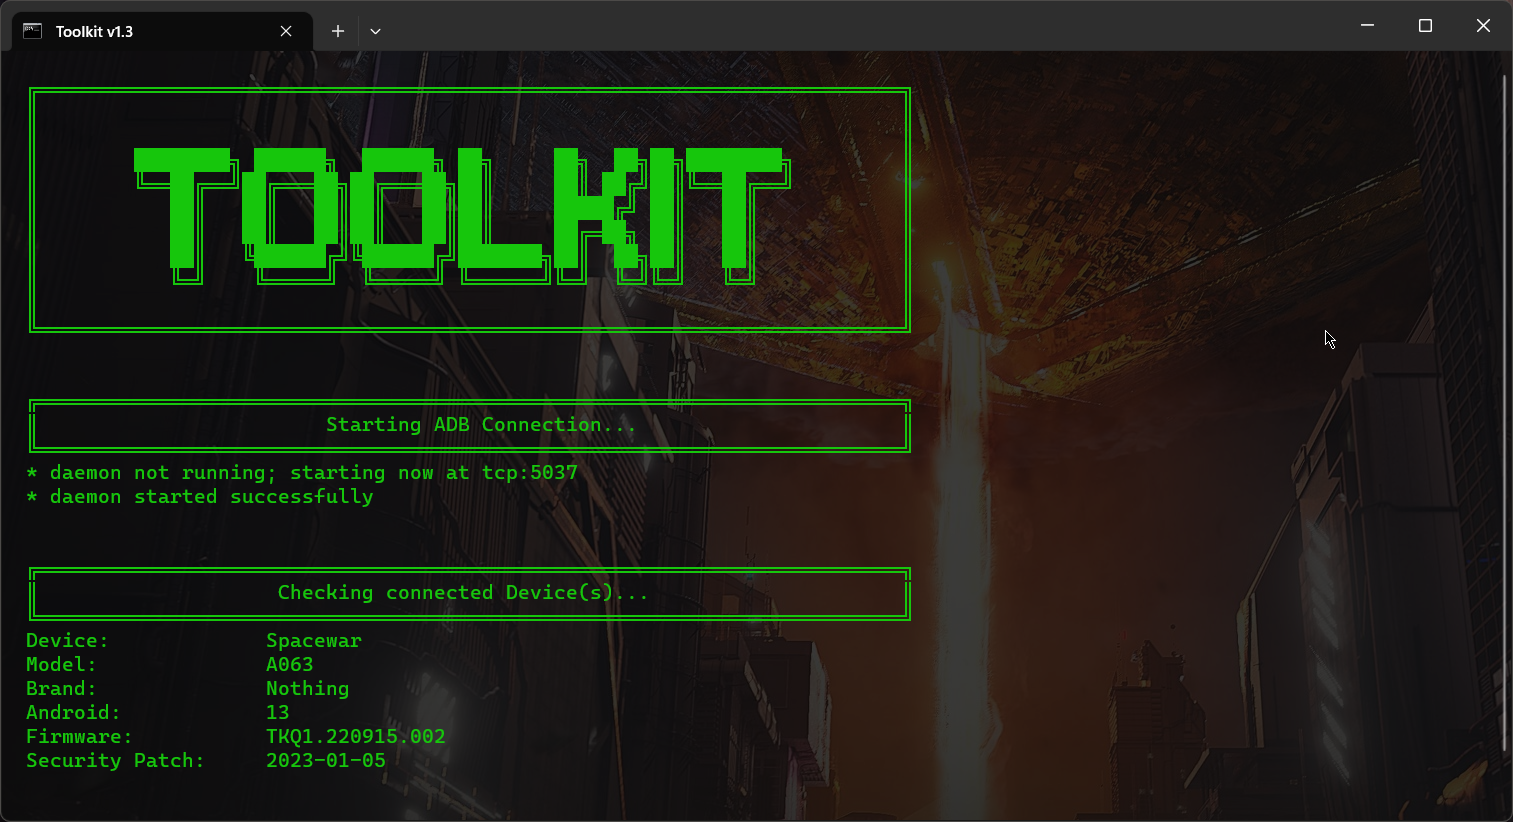 Toolkit v1.3
TOOLKIT
Starting ADB Connection...
* daemon not running; starting now at tcp:5037
* daemon started successfully
Checking connected Device(s)...
Device: Spacewar
Model: A063
Brand: Nothing
Android: 13
Firmware: TKQ1.220915.002
Security Patch: 2023-01-05